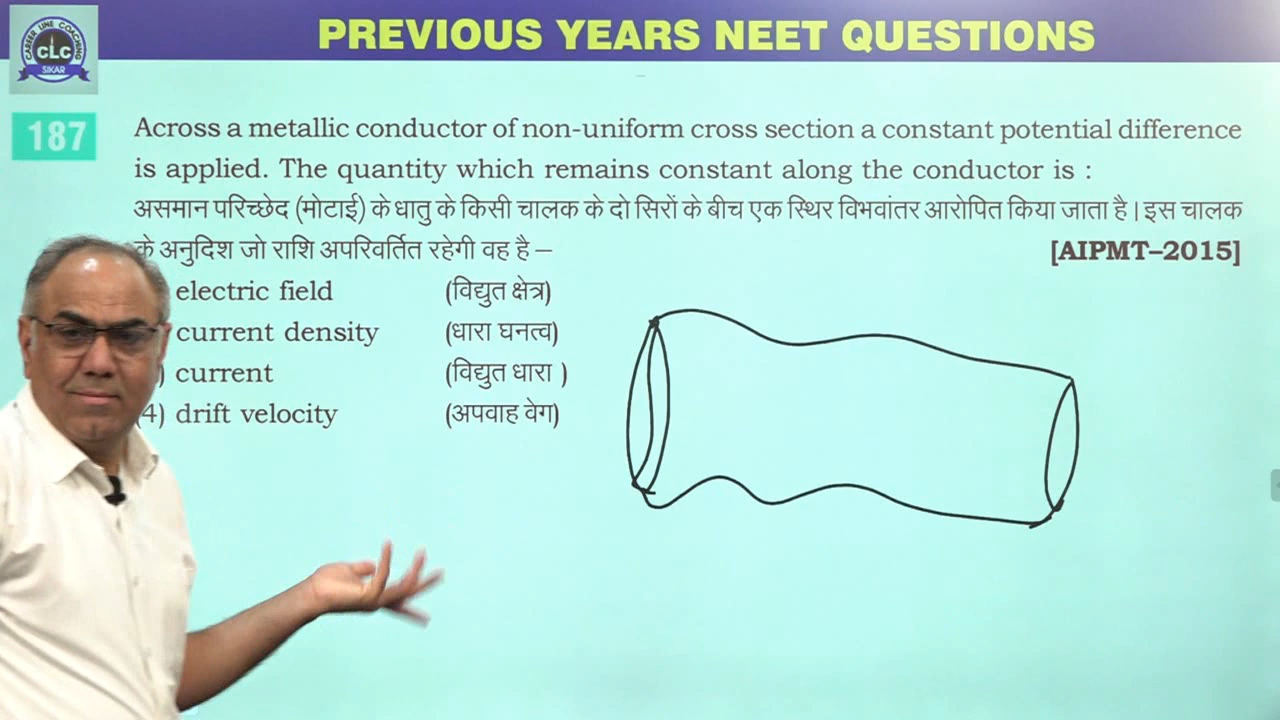 CAREER LINE COACHING
CLC
SIKAR
PREVIOUS YEARS NEET QUESTIONS
187
Across a metallic conductor of non-uniform cross section a constant potential difference
is applied. The quantity which remains constant along the conductor is :
असमान परिच्छेद (मोटाई) के धातु के किसी चालक के दो सिरों के बीच एक स्थिर विभवांतर आरोपित किया जाता है। इस चालक
के अनुदिश जो राशि अपरिवर्तित रहेगी वह है –
[AIPMT–2015]
electric field (विद्युत क्षेत्र)
current density (धारा घनत्व)
) current (विद्युत धारा )
(4) drift velocity (अपवाह वेग)